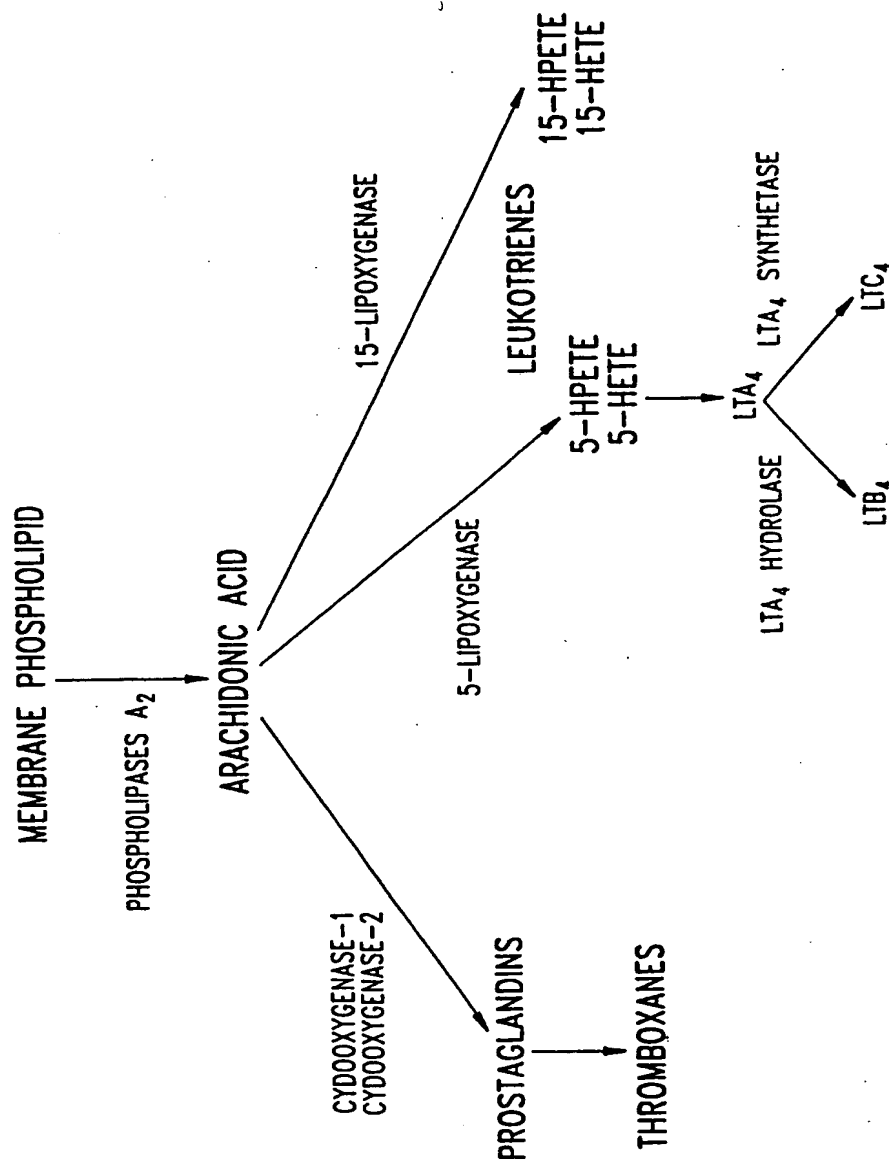 MEMBRANE PHOSPHOLIPID
PHOSPHOLIPASES A₂
ARACHIDONIC ACID
CYDOOXYGENASE-1
CYDOOXYGENASE-2
5-LIPOXYGENASE
15-LIPOXYGENASE
PROSTAGLANDINS
THROMBOXANES
LEUKOTRIENES
5-HPETE
5-HETE
15-HPETE
15-HETE
LTA₄
LTA₄ HYDROLASE
LTA₄ SYNTHETASE
LTB₄
LTC₄